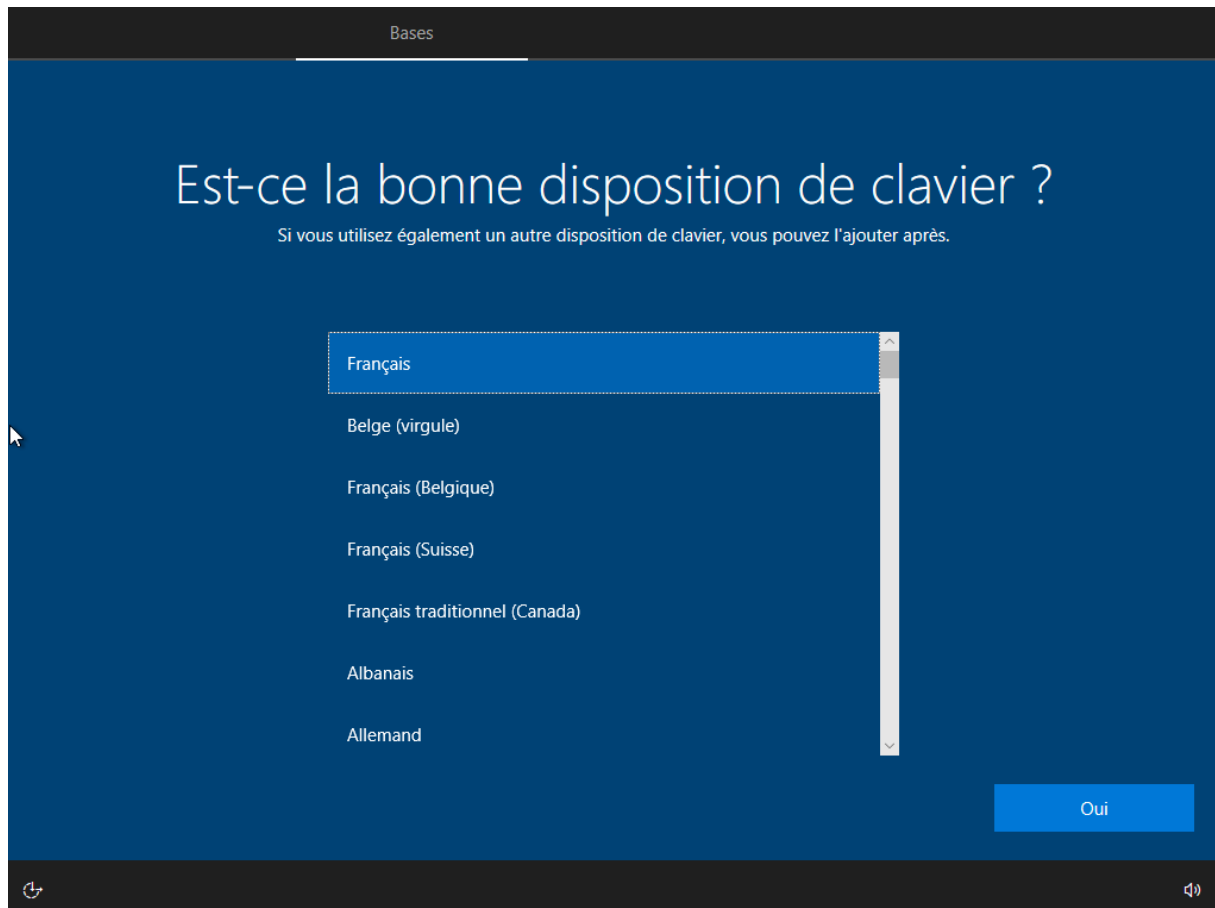 Bases
Est-ce la bonne disposition de clavier ?
Si vous utilisez également un autre disposition de clavier, vous pouvez l'ajouter après.
Français
Belge (virgule)
Français (Belgique)
Français (Suisse)
Français traditionnel (Canada)
Albanais
Allemand
Oui